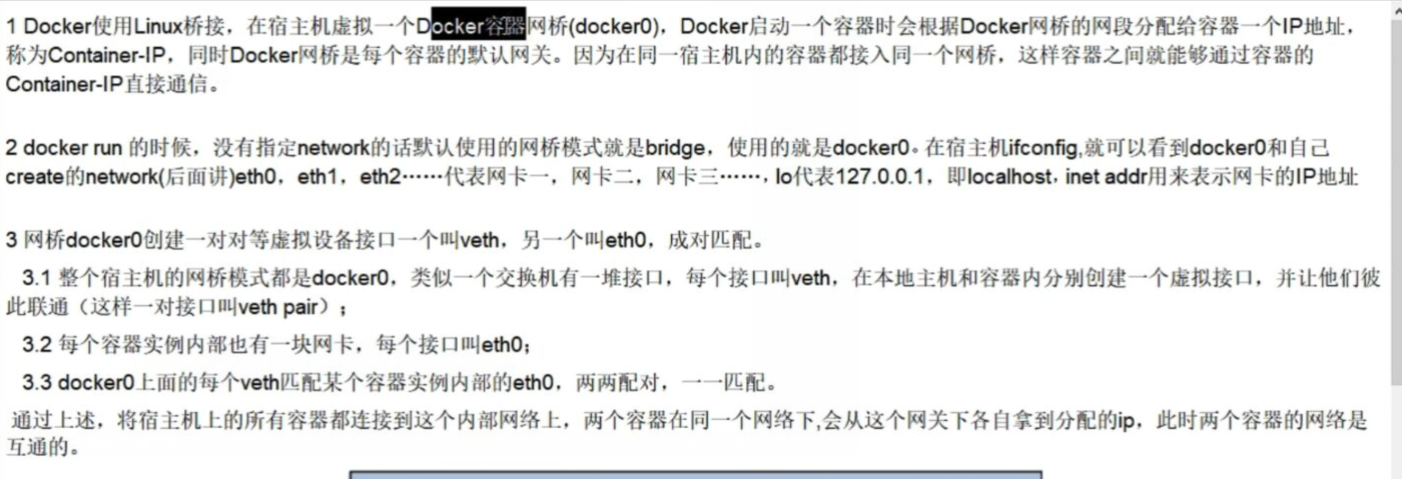 1 Docker使用Linux桥接，在宿主机虚拟一个Docker容器网桥(docker0)，Docker启动一个容器时会根据Docker网桥的网段分配给容器一个IP地址，
称为Container-IP，同时Docker网桥是每个容器的默认网关。因为在同一宿主机内的容器都接入同一个网桥，这样容器之间就能够通过容器的
Container-IP直接通信。
2 docker run 的时候，没有指定network的话默认使用的网桥模式就是bridge，使用的就是docker0。在宿主机ifconfig,就可以看到docker0和自己
create的network(后面讲)eth0，eth1，eth2……代表网卡一，网卡二，网卡三……，lo代表127.0.0.1，即localhost，inet addr用来表示网卡的IP地址
3 网桥docker0创建一对对等虚拟设备接口一个叫veth，另一个叫eth0，成对匹配。
3.1 整个宿主机的网桥模式都是docker0，类似一个交换机有一堆接口，每个接口叫veth，在本地主机和容器内分别创建一个虚拟接口，并让他们彼
此联通（这样一对接口叫veth pair）；
3.2 每个容器实例内部也有一块网卡，每个接口叫eth0；
3.3 docker0上面的每个veth匹配某个容器实例内部的eth0，两两配对，一一匹配。
通过上述，将宿主机上的所有容器都连接到这个内部网络上，两个容器在同一个网络下,会从这个网关下各自拿到分配的ip，此时两个容器的网络是
互通的。